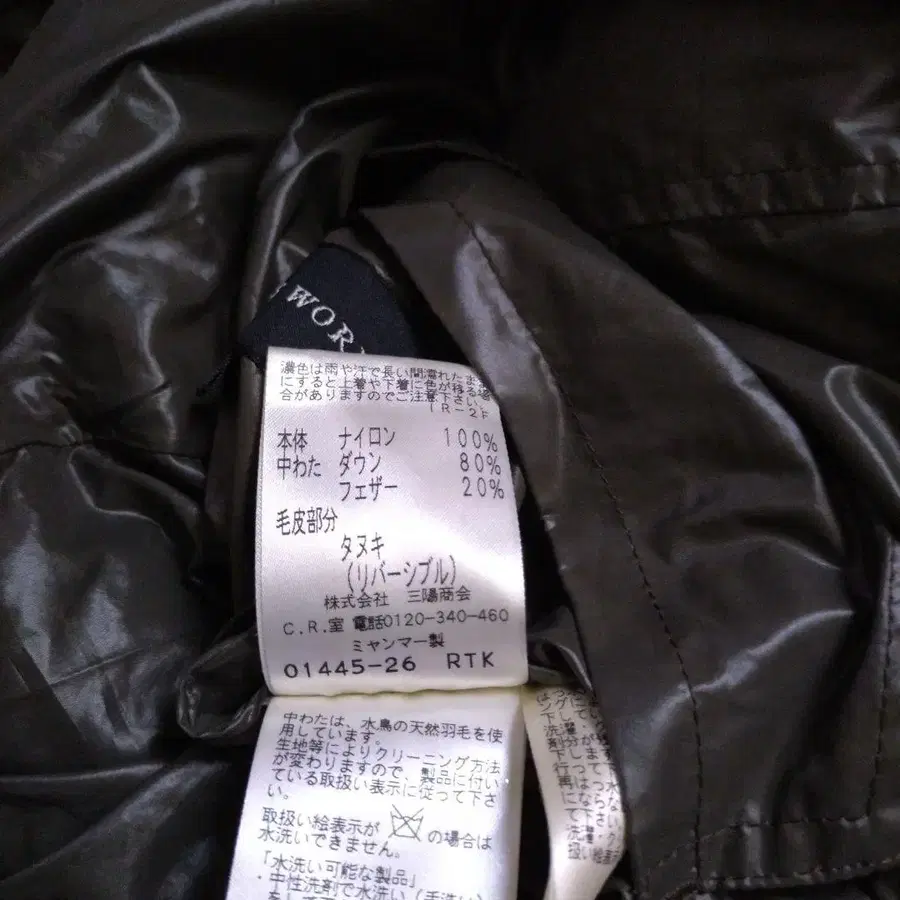 WOR
濃色は雨や汗で長い間濡れたま
にすると上着や下着に色が移る場
合がありますのでご注意下さい。
(R-2F
本体 ナイロン 100%
中わた ダウン 80%
フェザー 20%
毛皮部分
タヌキ
(リバーシブル)
株式会社 三陽商会
C.R.室 電話0120-340-460
ミャンマー製
01445-26 RTK
中わたは、水鳥の天然羽毛を使
用しています。
生地等によりクリーニング方法
が変わりますので、製品に付い
ている取扱い表示に従って下さ
い。
取扱い絵表示が の場合は
水洗いできません。
「水洗い可能な製品」
・中性洗剤で水洗い(手洗い)